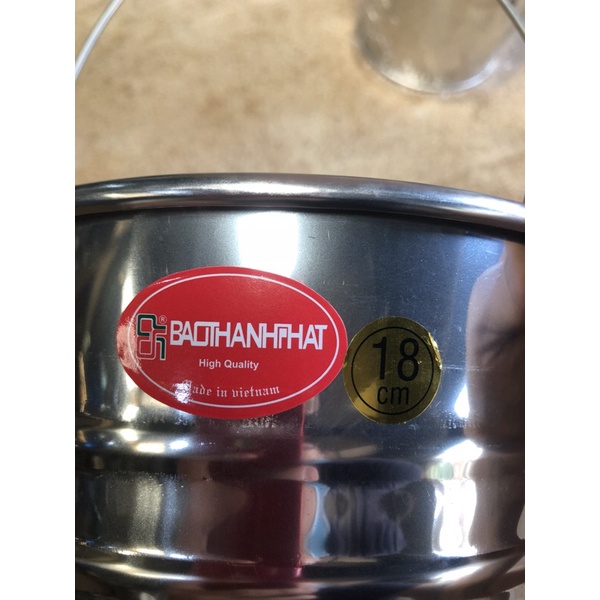 ® BAOTHANHPHAT
High Quality
Made in vietnam
18
cm